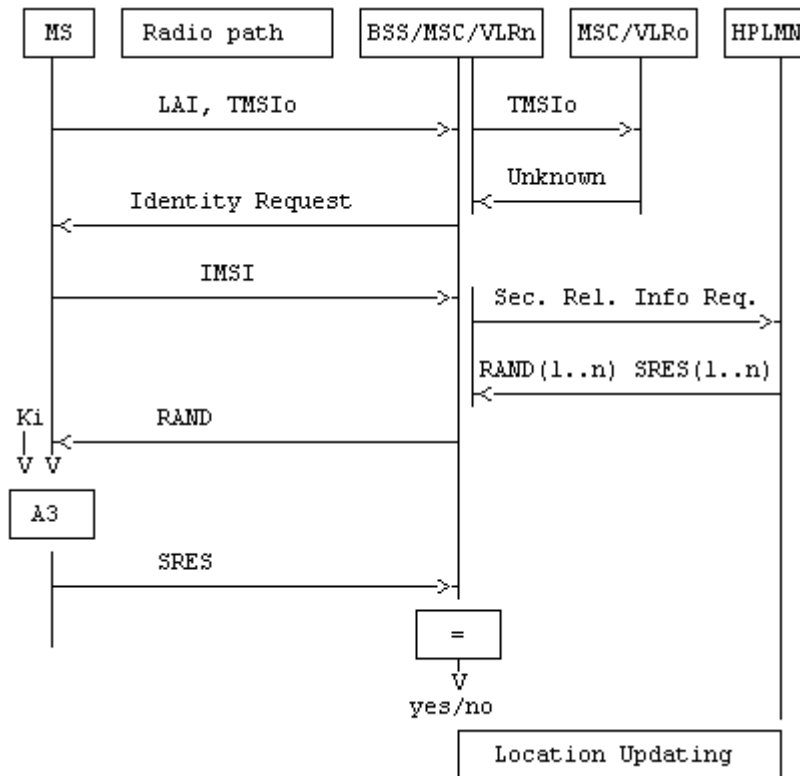 MS
Radio path
BSS/MSC/VLRn
MSC/VLRo
HPLMN
LAI, TMSIo
TMSIo
Unknown
Identity Request
IMSI
Sec. Rel. Info Req.
RAND(1..n) SRES(1..n)
Ki
RAND
V V
A3
SRES
=
V
yes/no
Location Updating